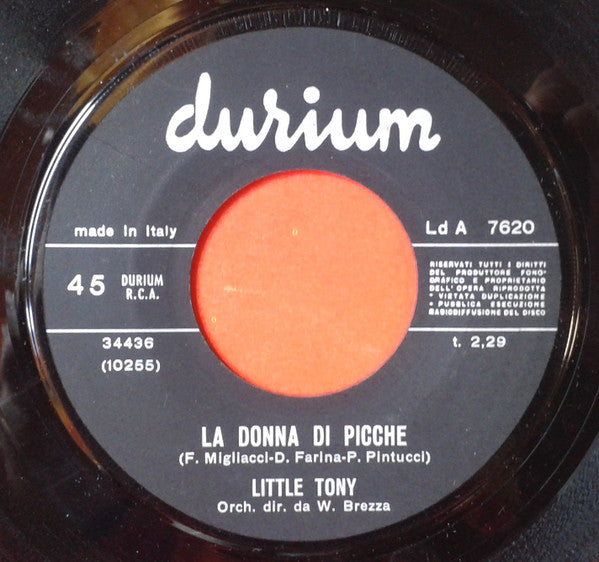 durium
made in Italy
Ld A 7620
45 DURIUM
R.C.A.
RISERVATI TUTTI I DIRITTI
DEL PRODUTTORE FONO-
GRAFICO E PROPRIETARIO
DELL'OPERA RIPRODOTTA
• VIETATA DUPLICAZIONE •
• PUBBLICA ESECUZIONE
RADIODIFFUSIONE DEL DISCO
34436
(10255)
t. 2,29
LA DONNA DI PICCHE
(F. Migliacci-D. Farina-P. Pintucci)
LITTLE TONY
Orch. dir. da W. Brezza